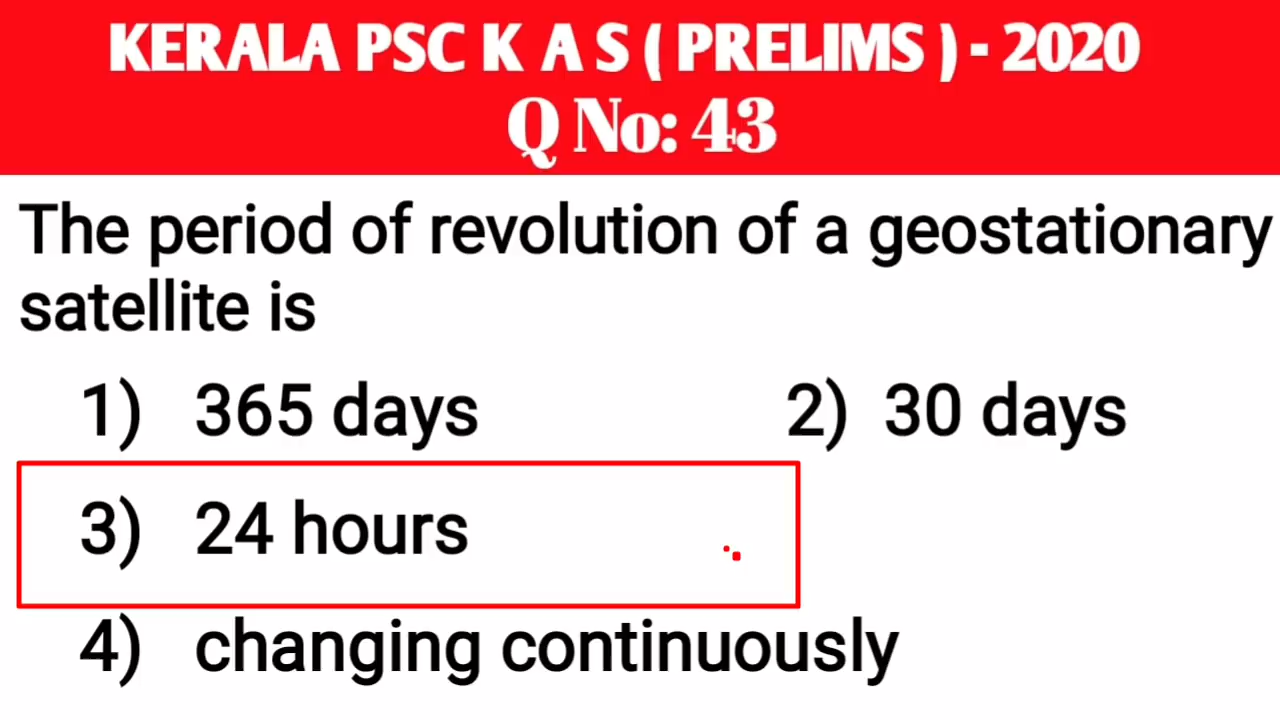 KERALA PSC K A S ( PRELIMS ) - 2020
Q No: 43
The period of revolution of a geostationary
satellite is
1) 365 days 2) 30 days
3) 24 hours
4) changing continuously